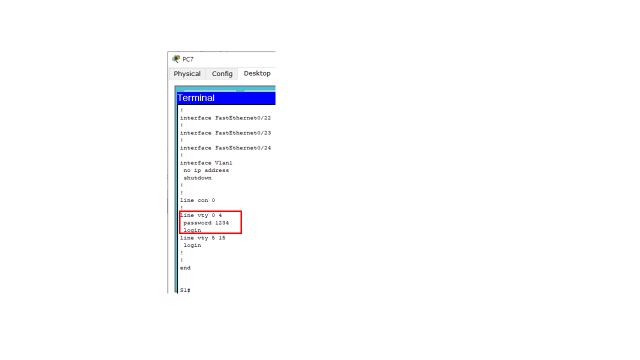 PC7
Physical Config Desktop
Terminal
!
interface FastEthernet0/22
!
interface FastEthernet0/23
!
interface FastEthernet0/24
!
interface Vlan1
no ip address
shutdown
!
!
line con 0
!
line vty 0 4
password 1234
login
line vty 5 15
login
!
!
end
S1#